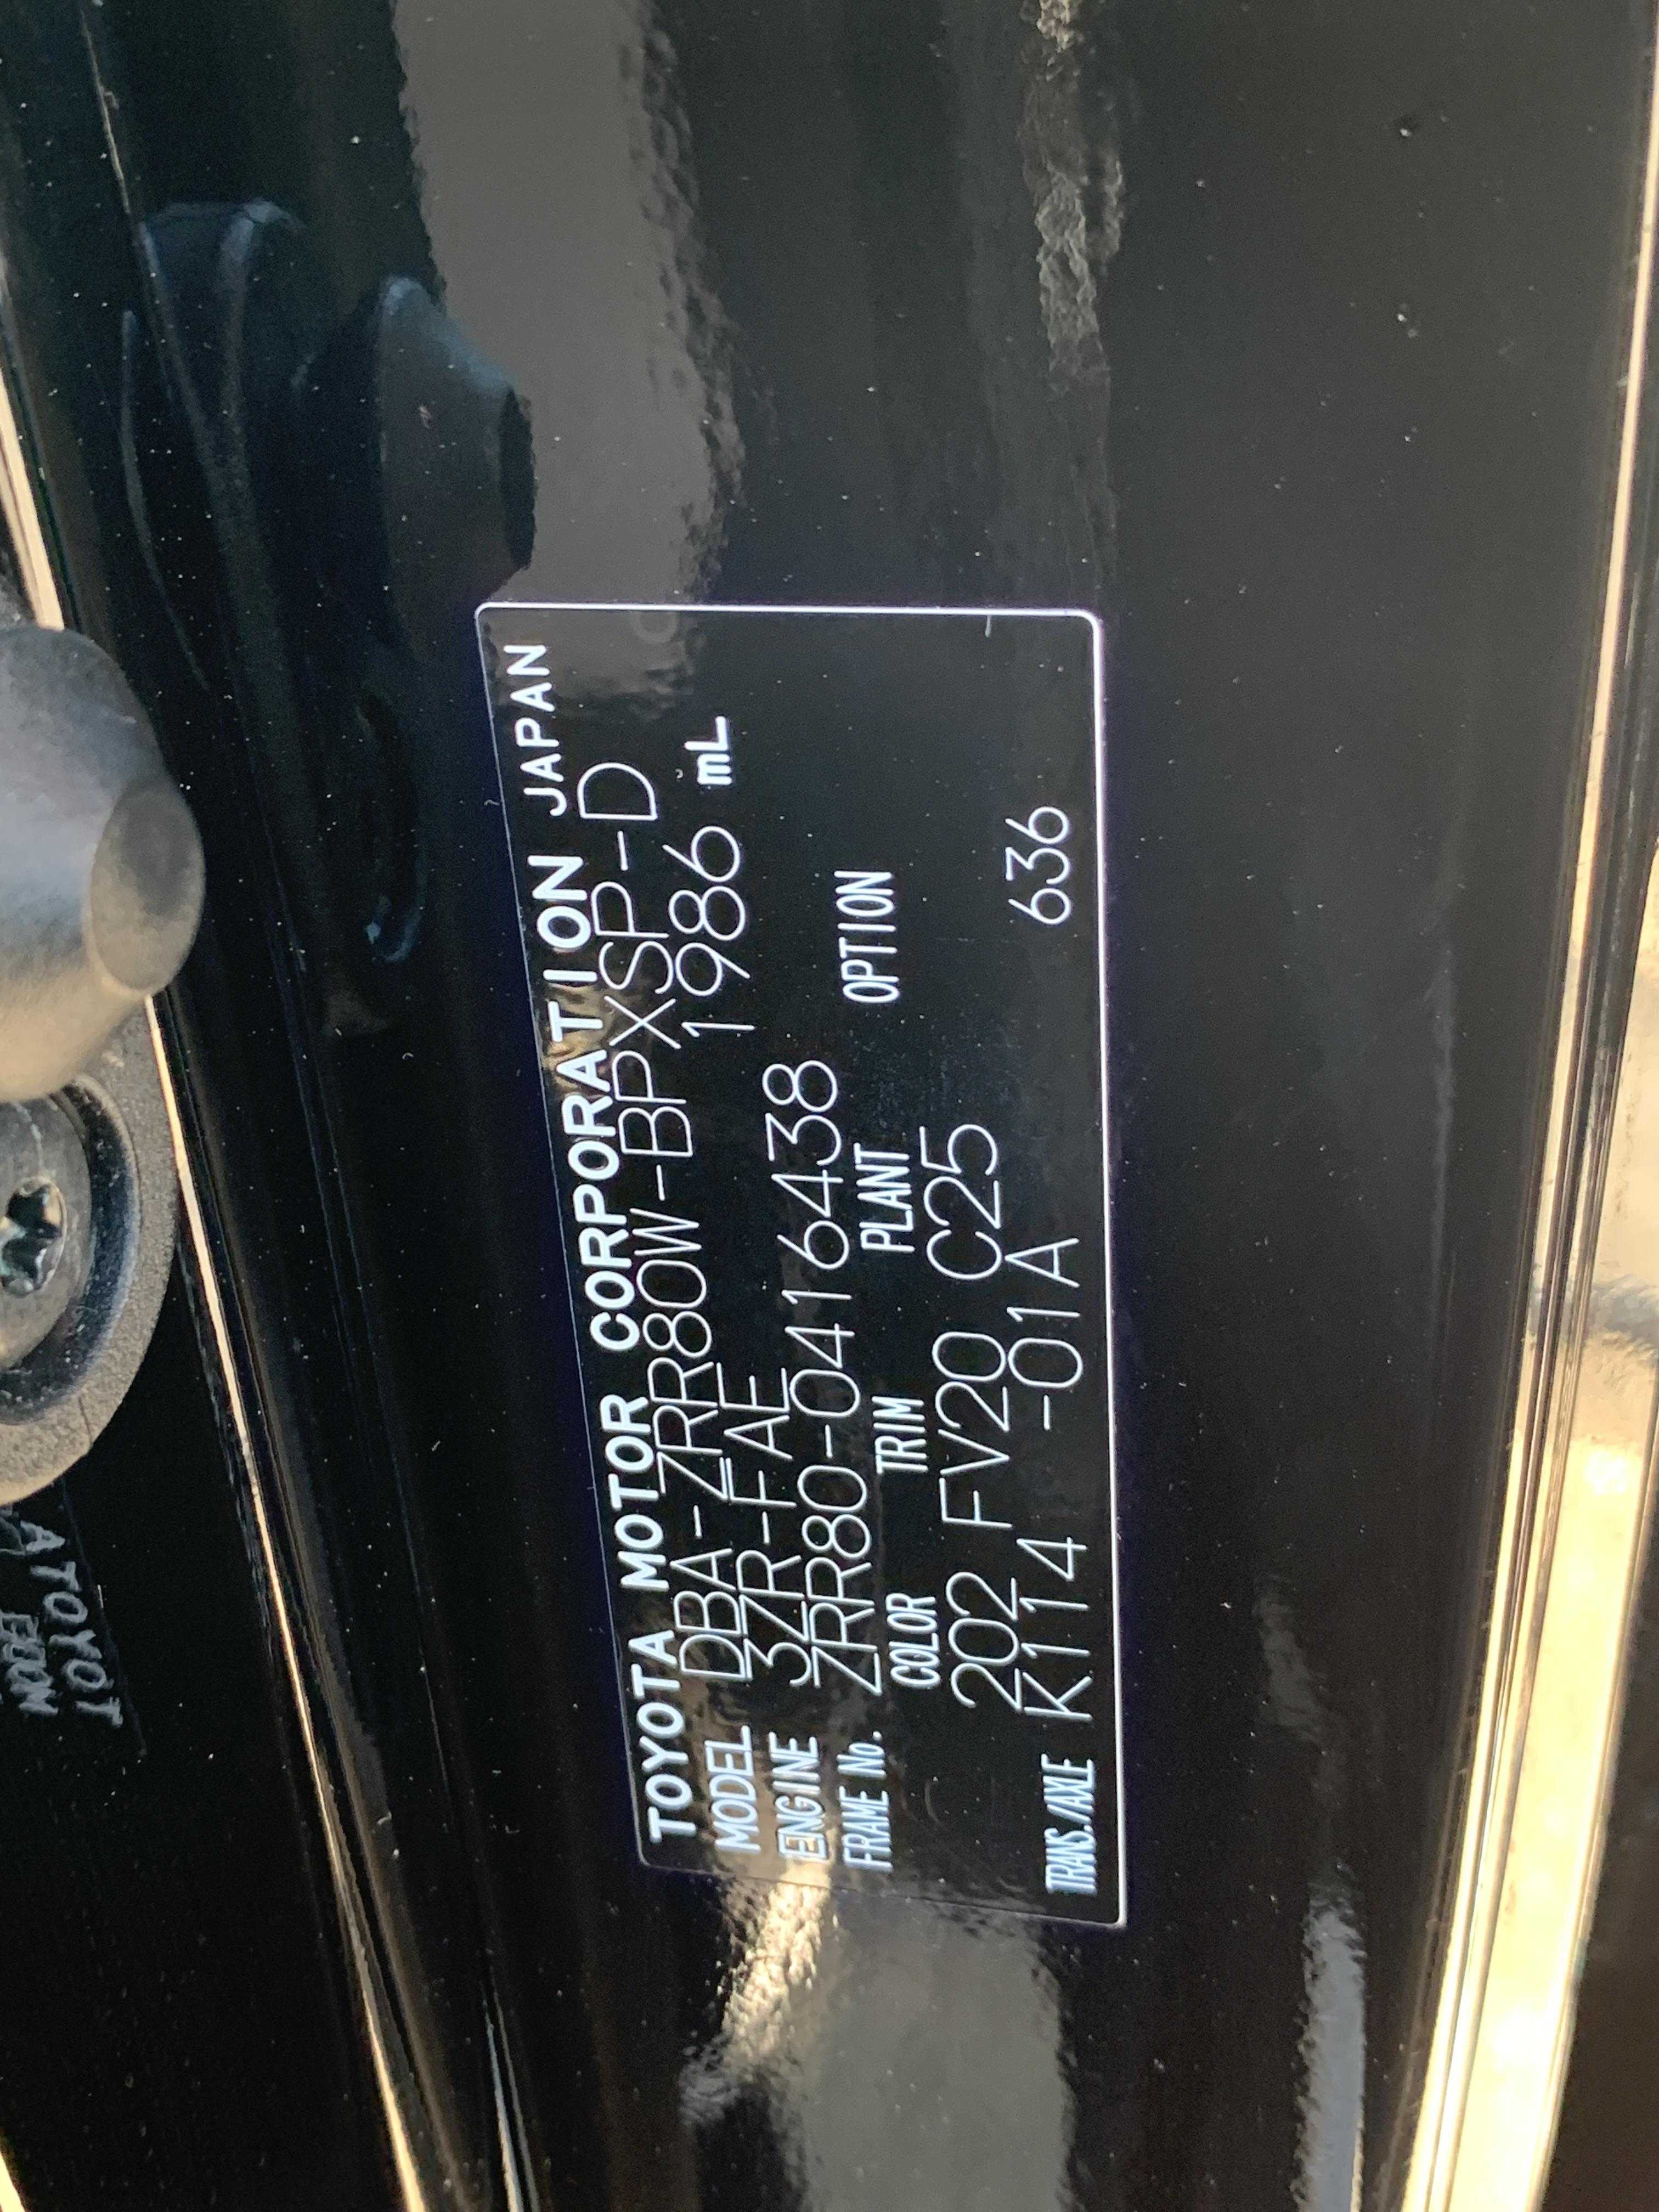 TOYOTA MOTOR CORPORATION JAPAN
MODEL DBA-ZRR80W-BPXSP-D
ENGINE 3ZR-FAE 1986 mL
FRAME No. ZRR80-0416438
COLOR TRIM PLANT OPTION
202 FV20 C25
TRANS./AXLE K114 -01A 636